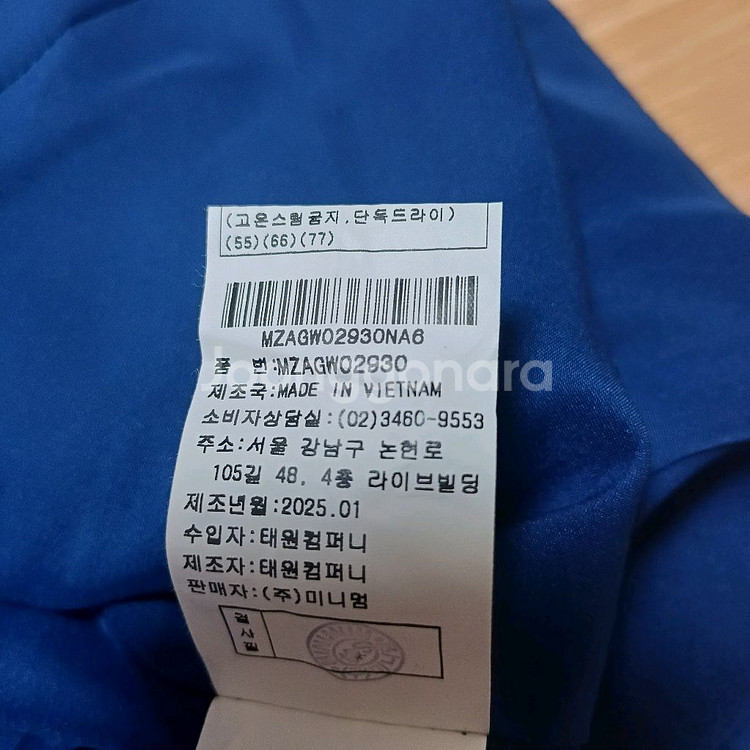 (고온스팀금지,단독드라이)
(55)(66)(77)
MZAGW02930NA6
품 번:MZAGW02930
Joonggonara
제조국:MADE IN VIETNAM
소비자상담실:(02)3460-9553
주소:서울 강남구 논현로
105길 48, 4층 라이브빌딩
제조년월:2025.01
수입자:태원컴퍼니
제조자:태원컴퍼니
판매자:(주)미니멈
검사필